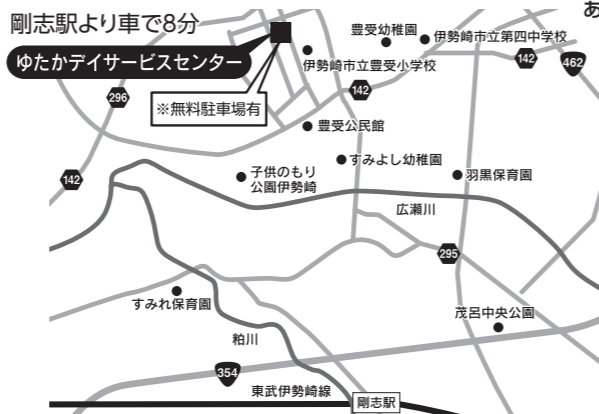 剛志駅より車で8分
あ
ゆたかデイサービスセンター
※無料駐車場有
豊受幼稚園
伊勢崎市立第四中学校
伊勢崎市立豊受小学校
142
462
296
142
豊受公民館
すみよし幼稚園
羽黒保育園
子供のもり
公園伊勢崎
142
広瀬川
295
すみれ保育園
茂呂中央公園
粕川
354
東武伊勢崎線
剛志駅